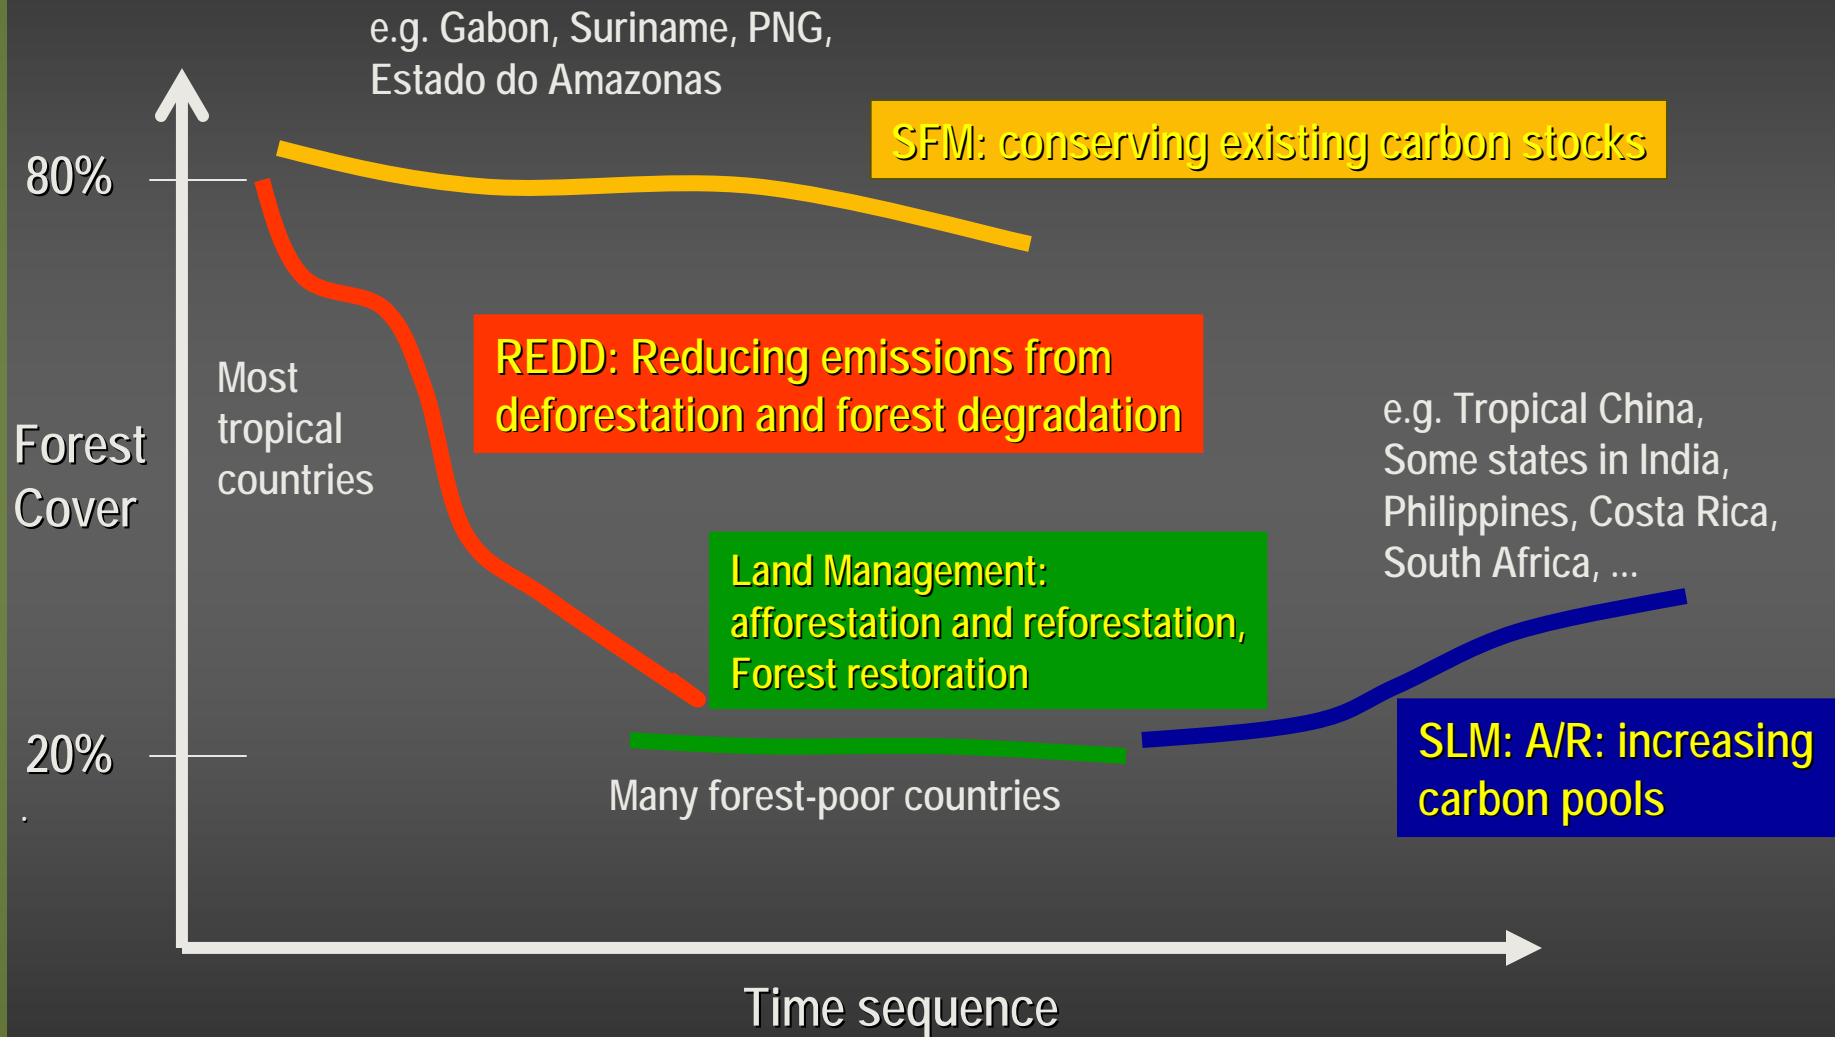 e.g. Gabon, Suriname, PNG,
Estado do Amazonas
SFM: conserving existing carbon stocks
80%
REDD: Reducing emissions from
deforestation and forest degradation
Most
tropical
countries
Forest
Cover
e.g. Tropical China,
Some states in India,
Philippines, Costa Rica,
South Africa, ...
Land Management:
afforestation and reforestation,
Forest restoration
20%
.
Many forest-poor countries
SLM: A/R: increasing
carbon pools
Time sequence